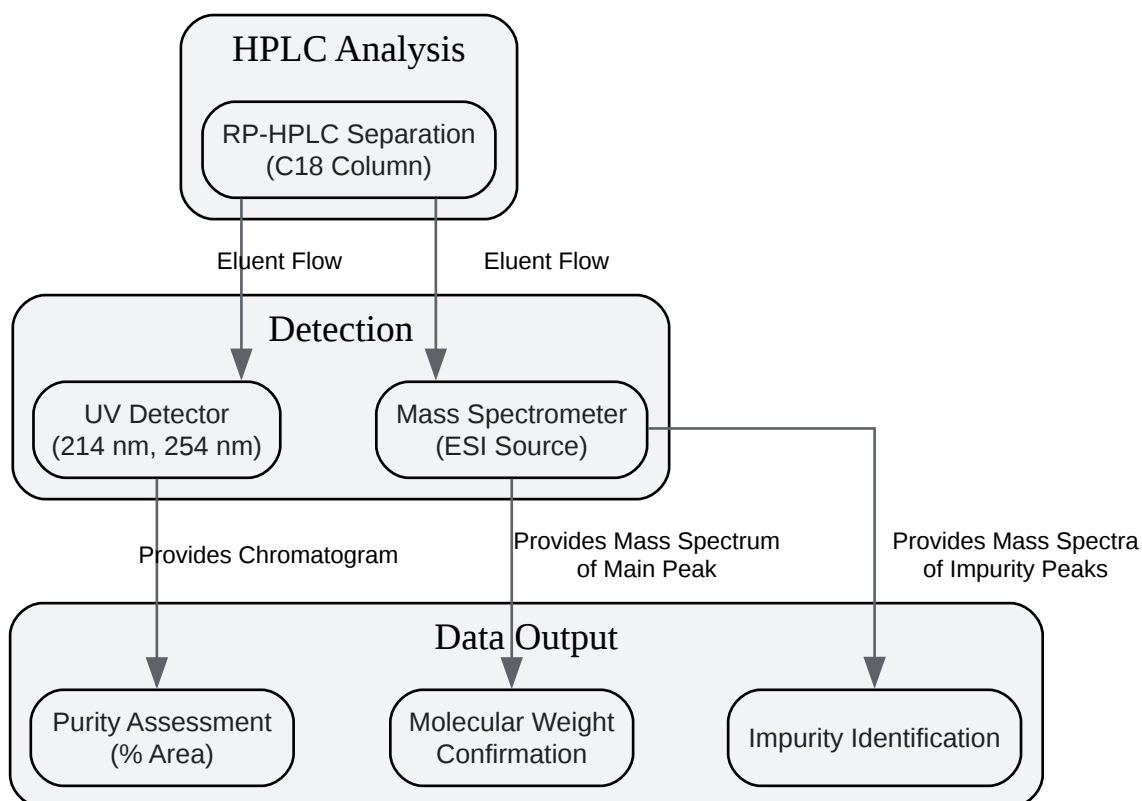 HPLC Analysis
RP-HPLC Separation
(C18 Column)
Eluent Flow
Eluent Flow
Detection
UV Detector
(214 nm, 254 nm)
Mass Spectrometer
(ESI Source)
Provides Chromatogram
Provides Mass Spectrum
of Main Peak
Provides Mass Spectra
of Impurity Peaks
Data Output
Purity Assessment
(% Area)
Molecular Weight
Confirmation
Impurity Identification